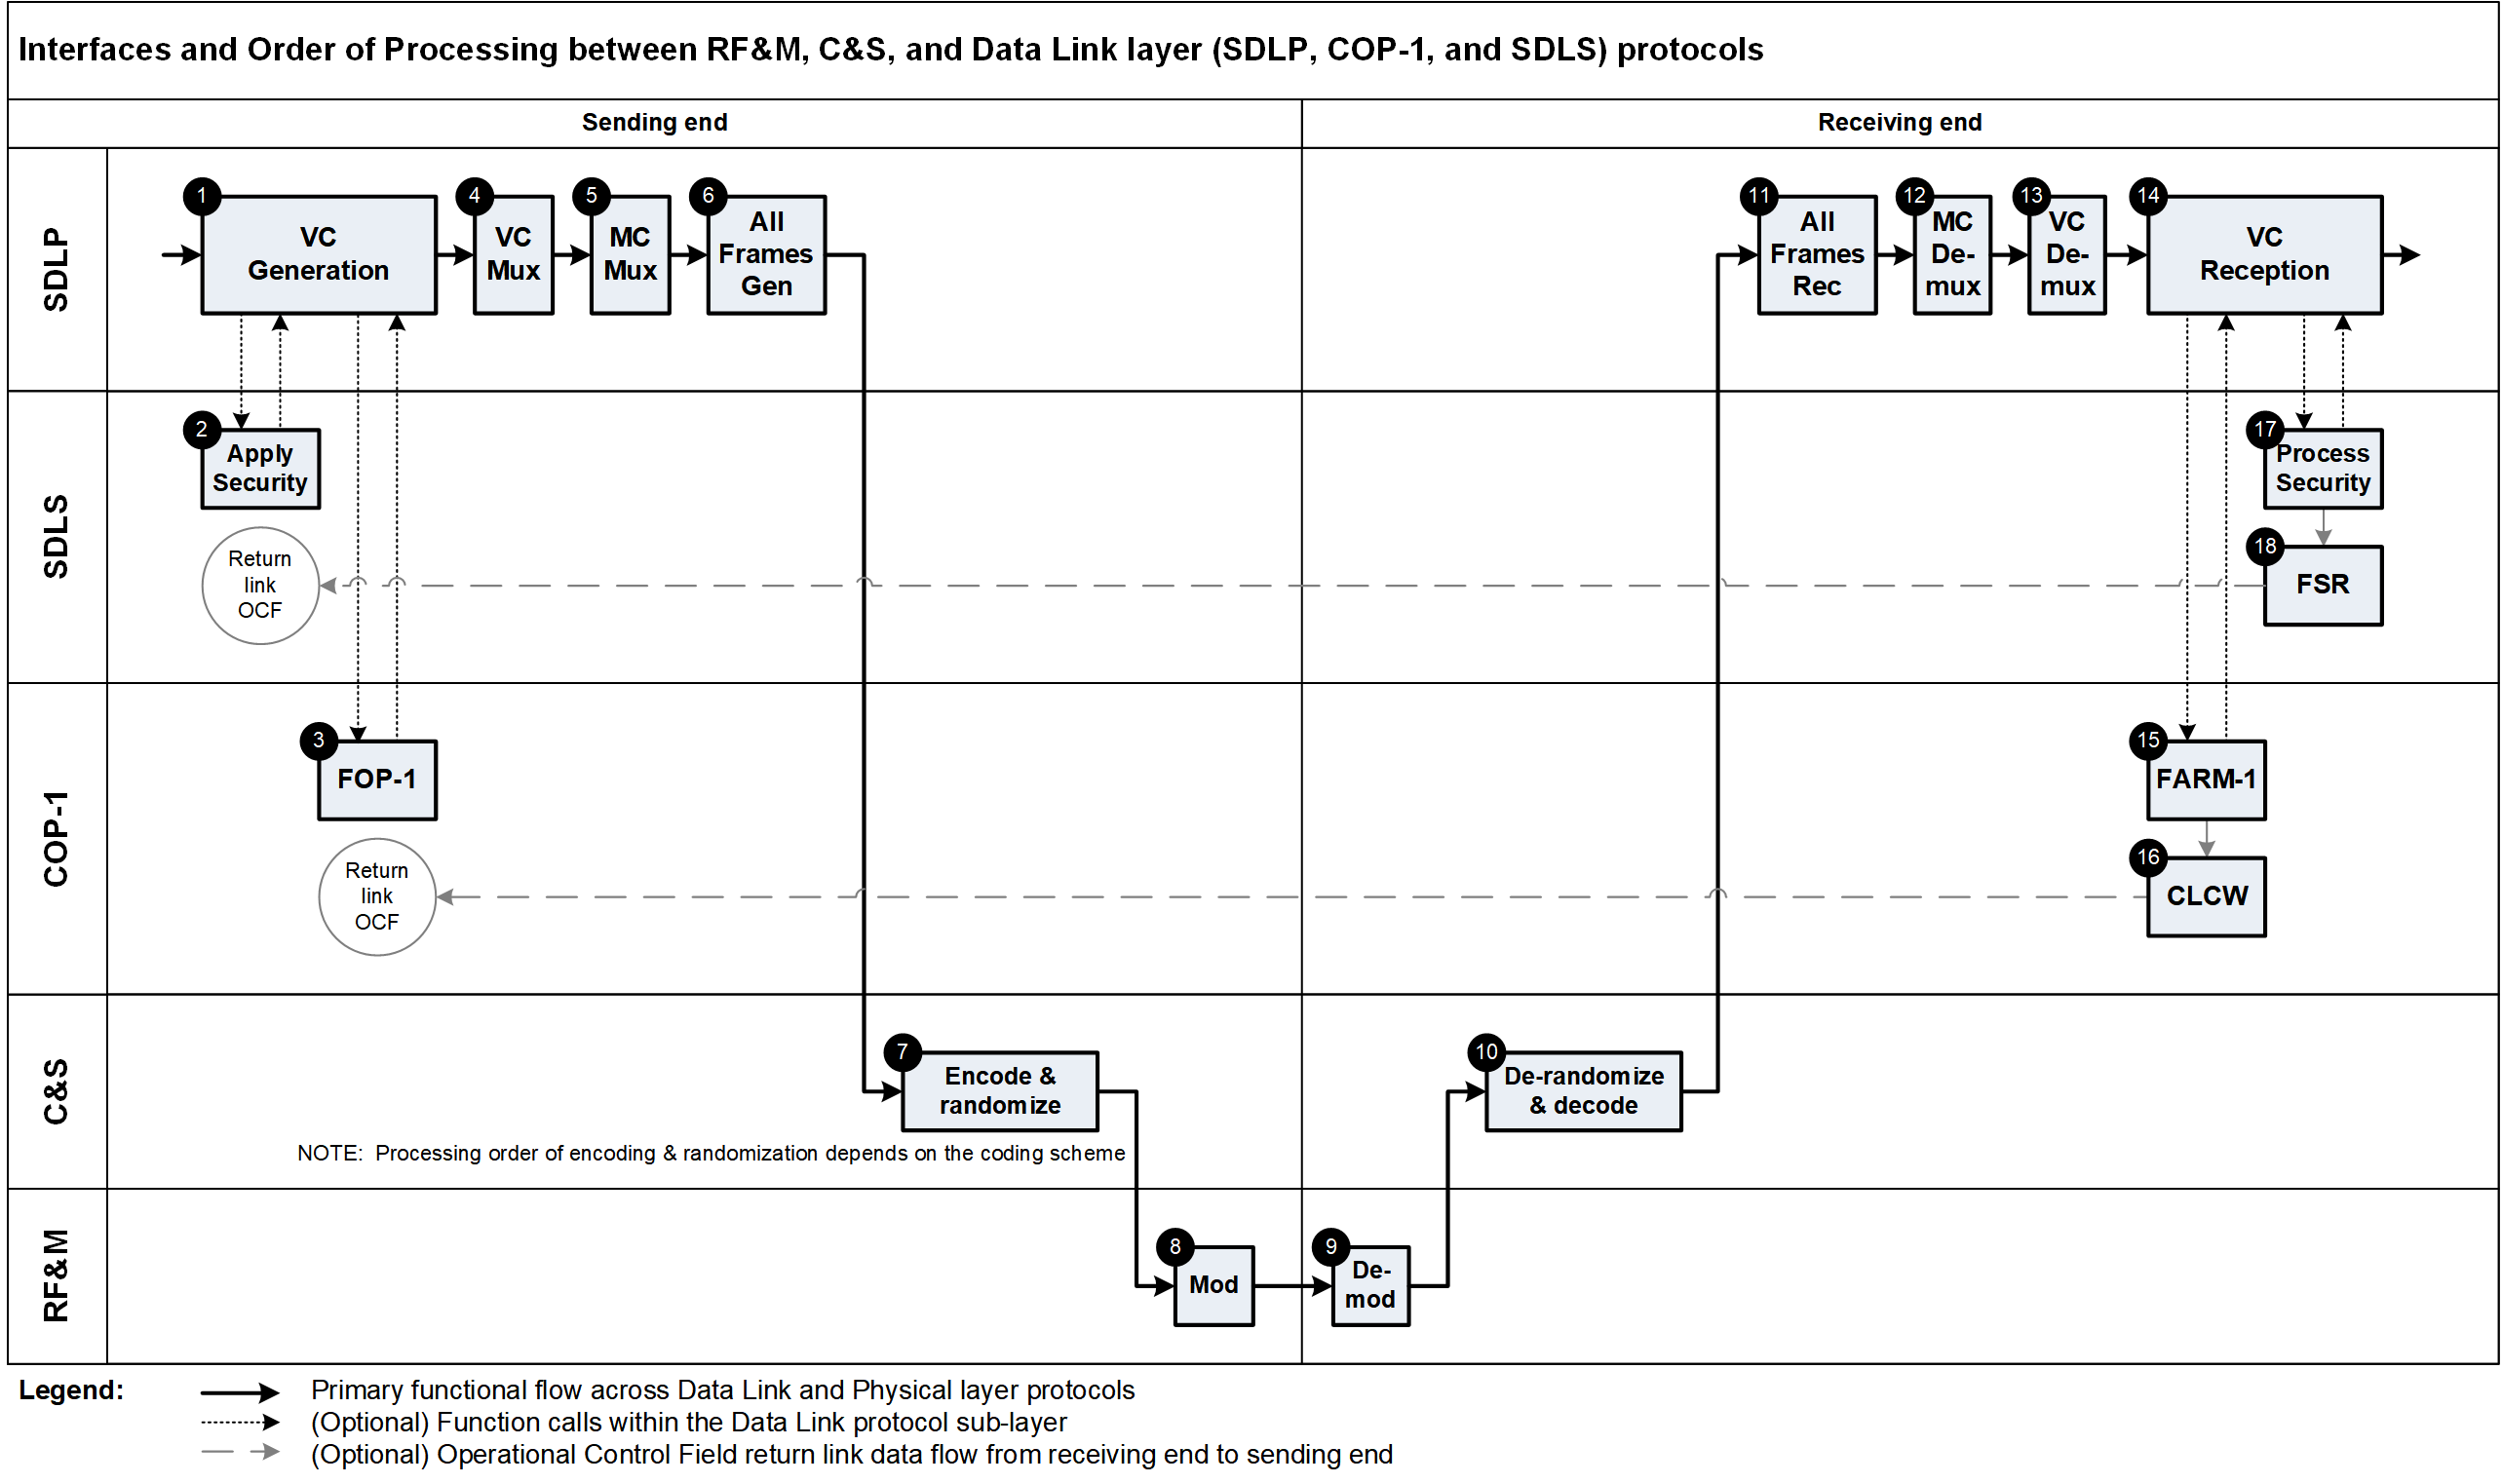 Interfaces and Order of Processing between RF&M, C&S, and Data Link layer (SDLP, COP-1, and SDLS) protocols
Sending end
Receiving end
SDLP
1
VC
Generation
4
VC
Mux
5
MC
Mux
6
All
Frames
Gen
11
All
Frames
Rec
12
MC
De-
mux
13
VC
De-
mux
14
VC
Reception
SDLS
2
Apply
Security
Return
link
OCF
17
Process
Security
18
FSR
COP-1
3
FOP-1
Return
link
OCF
15
FARM-1
16
CLCW
C&S
7
Encode &
randomize
NOTE: Processing order of encoding & randomization depends on the coding scheme
10
De-randomize
& decode
RF&M
8
Mod
9
De-
mod
Legend:
Primary functional flow across Data Link and Physical layer protocols
(Optional) Function calls within the Data Link protocol sub-layer
(Optional) Operational Control Field return link data flow from receiving end to sending end